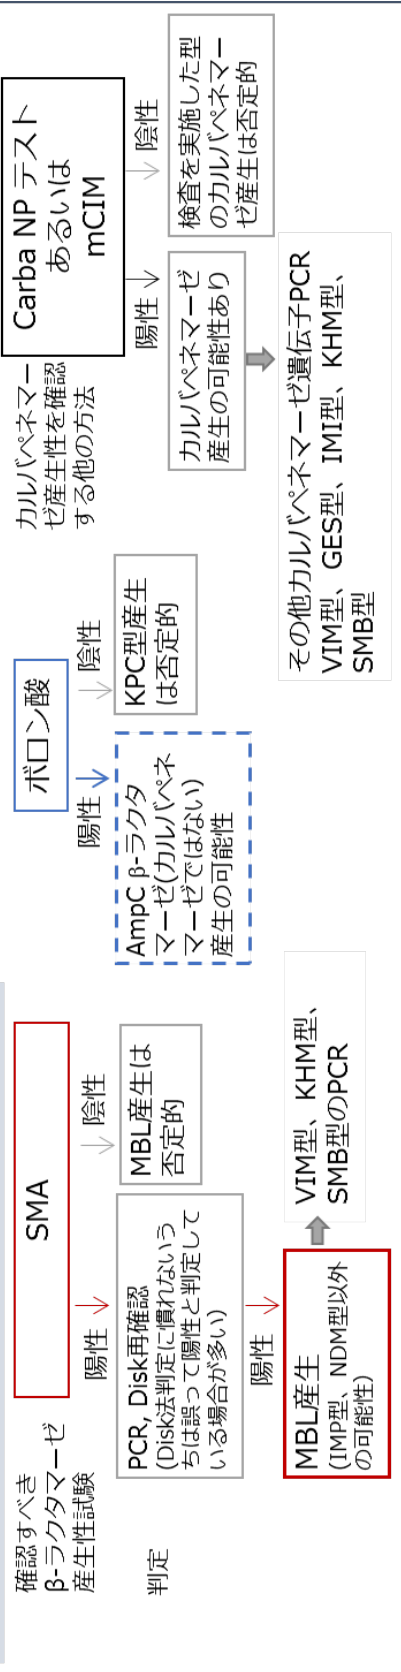 確認すべき
β-ラクタマーゼ
産生性試験
SMA
ボロン酸
カルバペネマー
ゼ産生性を確認
する他の方法
Carba NP テスト
あるいは
mCIM
判定
陽性
陰性
PCR, Disk再確認
(Disk法判定に慣れないう
ちは誤って陽性と判定して
いる場合が多い)
MBL産生は
否定的
陽性
MBL産生
(IMP型、NDM型以外
の可能性)
VIM型、KHM型、
SMB型のPCR
陽性
陰性
AmpC β-ラクタ
マーゼ(カルバペネ
マーゼではない)
産生の可能性
KPC型産生
は否定的
陽性
陰性
カルバペネマーゼ
産生の可能性あり
検査を実施した型
のカルバペネマー
ゼ産生は否定的
その他カルバペネマーゼ遺伝子PCR
VIM型、GES型、IMI型、KHM型、
SMB型